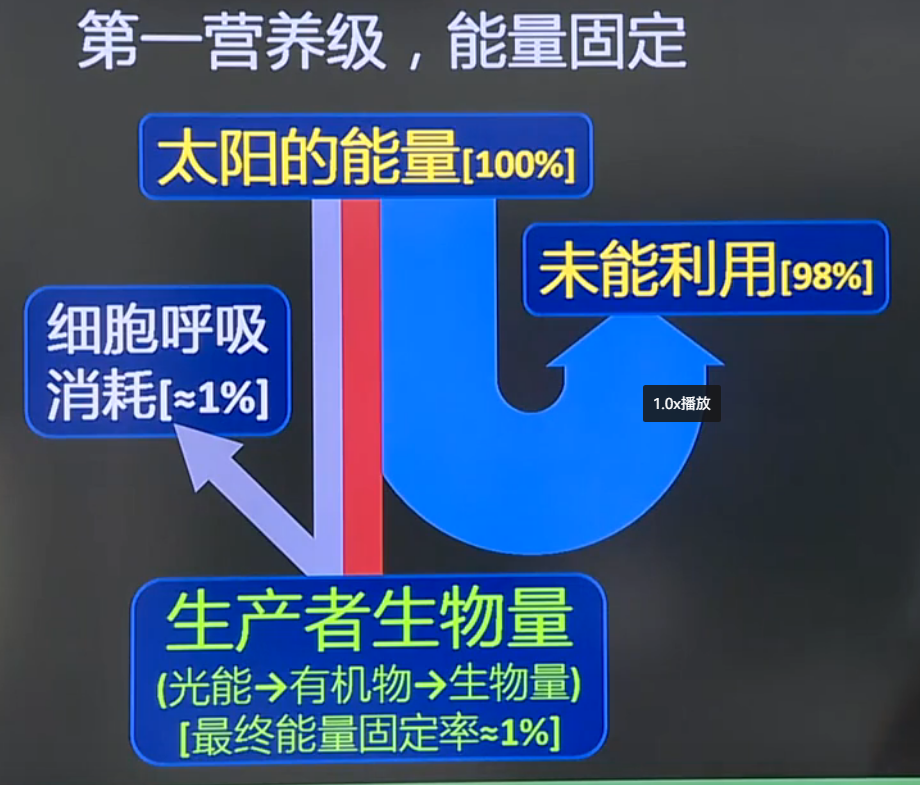 第一营养级，能量固定
太阳的能量[100%]
未能利用[98%]
细胞呼吸
消耗[≈1%]
1.0x播放
生产者生物量
(光能→有机物→生物量)
[最终能量固定率≈1%]